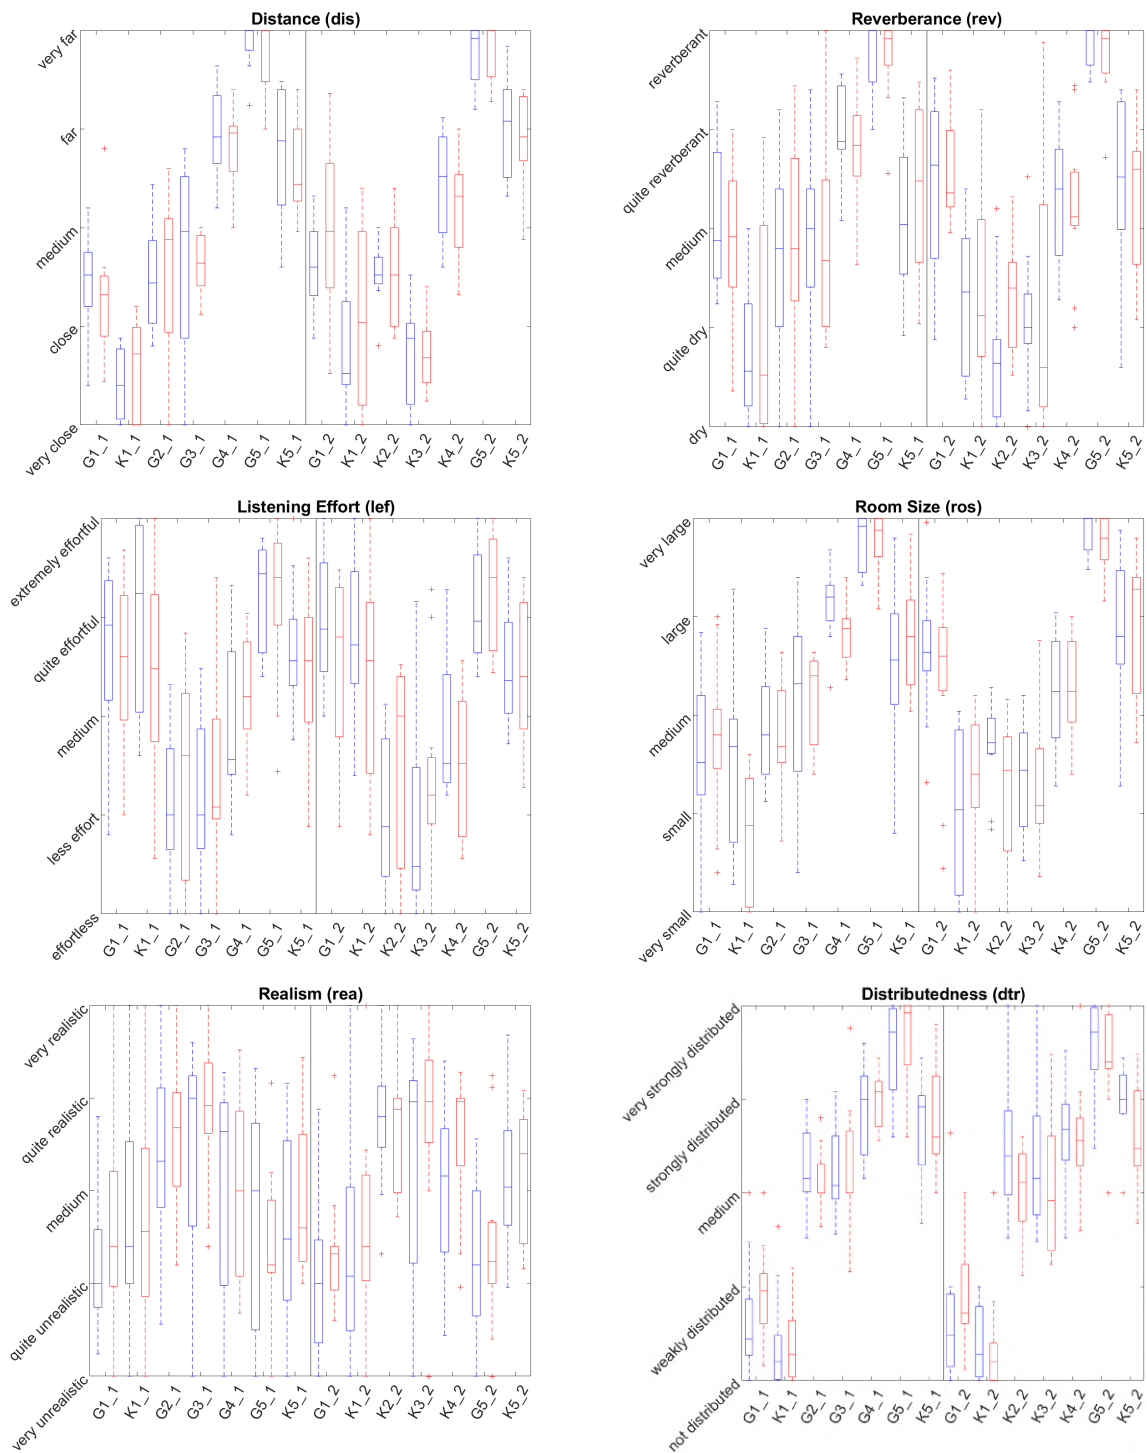 Distance (dis)
very far
far
medium
close
very close
G1_1 K1_1 G2_1 G3_1 G4_1 G5_1 K5_1 G1_2 K1_2 K2_2 K3_2 K4_2 G5_2 K5_2
Reverberance (rev)
reverberant
quite reverberant
medium
quite dry
dry
G1_1 K1_1 G2_1 G3_1 G4_1 G5_1 K5_1 G1_2 K1_2 K2_2 K3_2 K4_2 G5_2 K5_2
Listening Effort (lef)
extremely effortful
quite effortful
medium
less effort
effortless
G1_1 K1_1 G2_1 G3_1 G4_1 G5_1 K5_1 G1_2 K1_2 K2_2 K3_2 K4_2 G5_2 K5_2
Room Size (ros)
very large
large
medium
small
very small
G1_1 K1_1 G2_1 G3_1 G4_1 G5_1 K5_1 G1_2 K1_2 K2_2 K3_2 K4_2 G5_2 K5_2
Realism (rea)
very realistic
quite realistic
medium
quite unrealistic
very unrealistic
G1_1 K1_1 G2_1 G3_1 G4_1 G5_1 K5_1 G1_2 K1_2 K2_2 K3_2 K4_2 G5_2 K5_2
Distributedness (dtr)
very strongly distributed
strongly distributed
medium
weakly distributed
not distributed
G1_1 K1_1 G2_1 G3_1 G4_1 G5_1 K5_1 G1_2 K1_2 K2_2 K3_2 K4_2 G5_2 K5_2